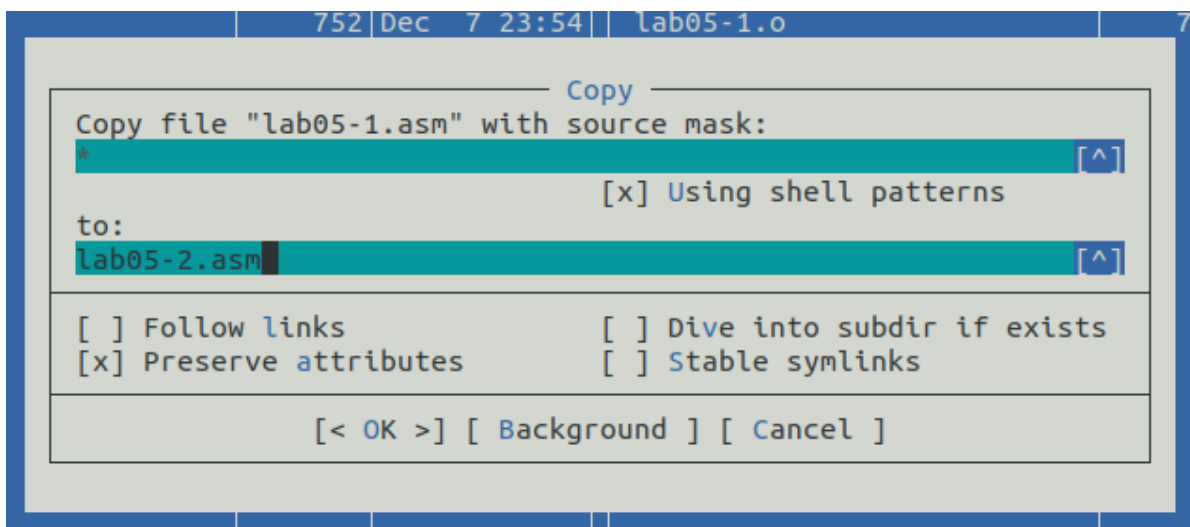 752 Dec 7 23:54 lab05-1.o 7
Copy
Copy file "lab05-1.asm" with source mask:
* [^]
[x] Using shell patterns
to:
lab05-2.asm [^]
[ ] Follow links [ ] Dive into subdir if exists
[x] Preserve attributes [ ] Stable symlinks
[< OK >] [ Background ] [ Cancel ]